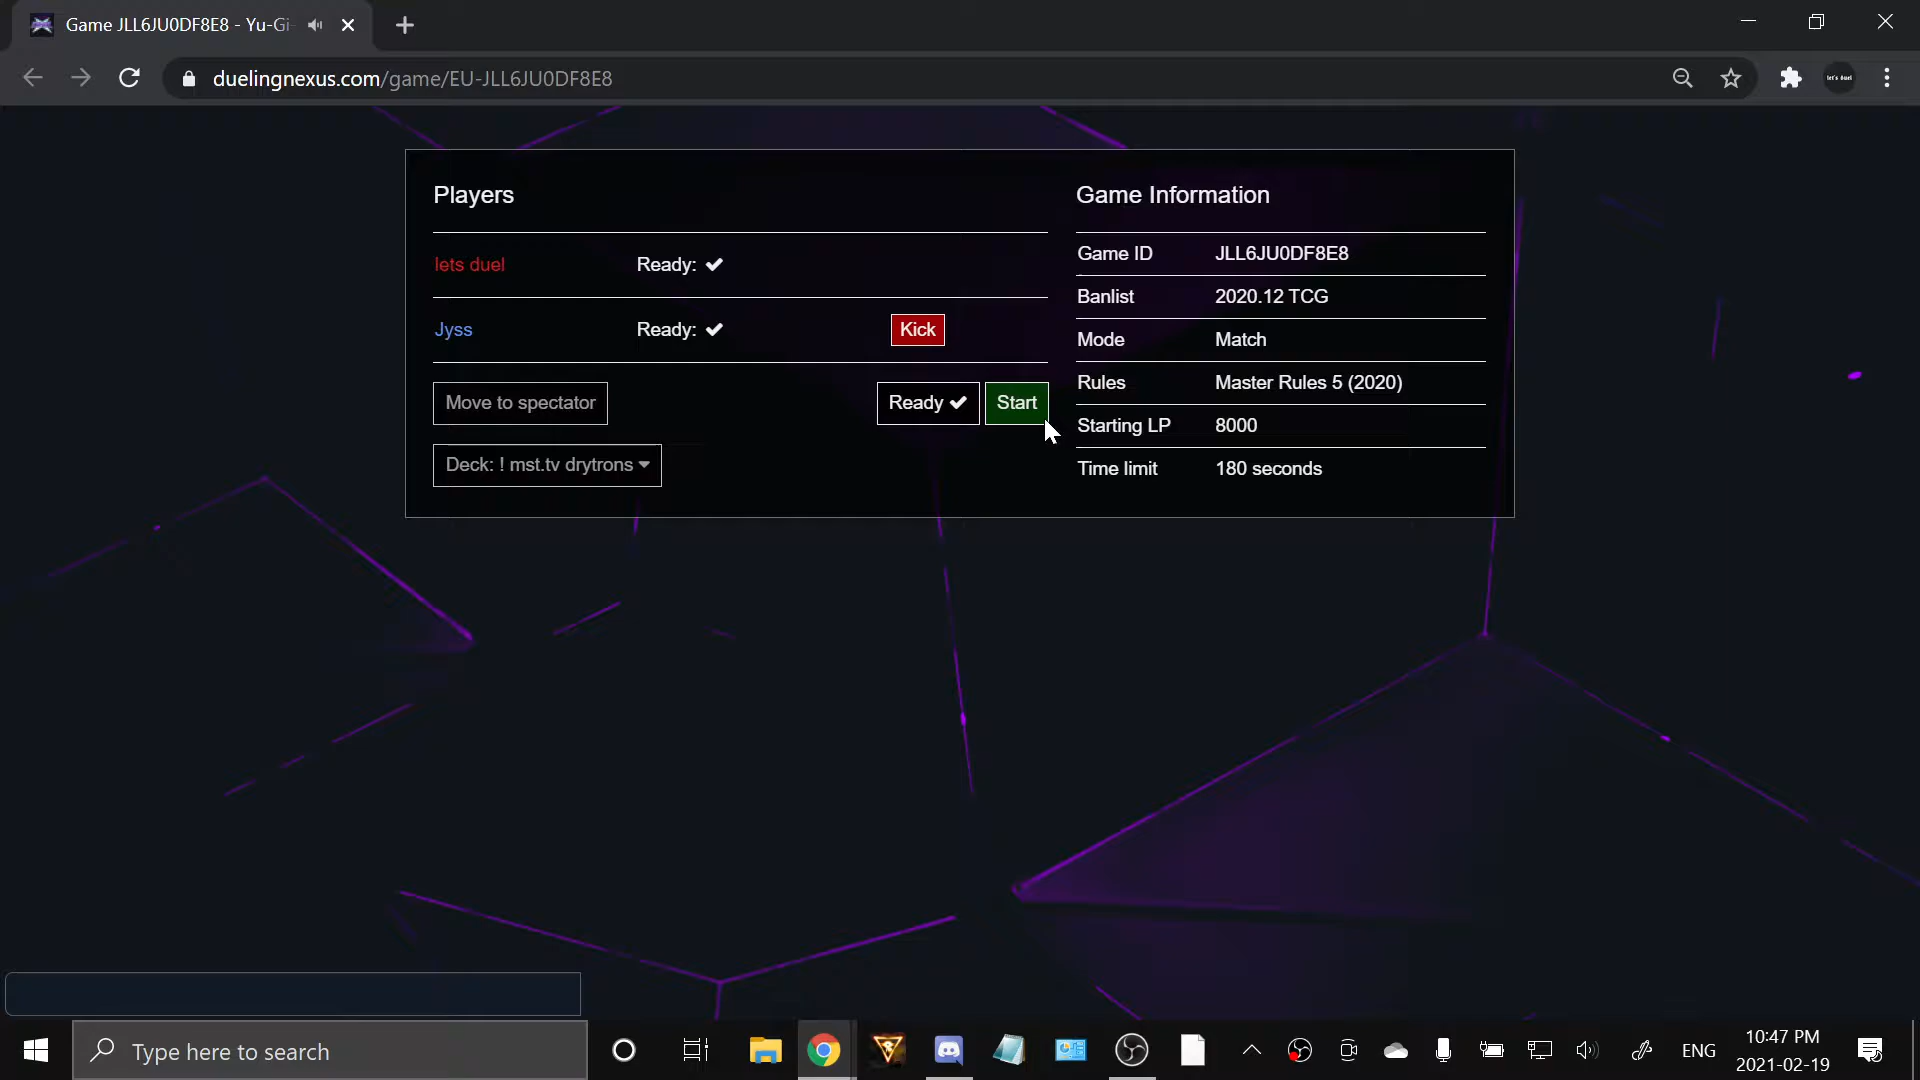 Game JLL6JU0DF8E8 - Yu-Gi
duelingnexus.com/game/EU-JLL6JU0DF8E8
let's duel
Players
Game Information
lets duel Ready:
Game ID JLL6JU0DF8E8
Banlist 2020.12 TCG
Jyss Ready: Kick
Mode Match
Rules Master Rules 5 (2020)
Move to spectator Ready Start
Starting LP 8000
Deck: ! mst.tv drytrons
Time limit 180 seconds
Type here to search
ENG
10:47 PM
2021-02-19